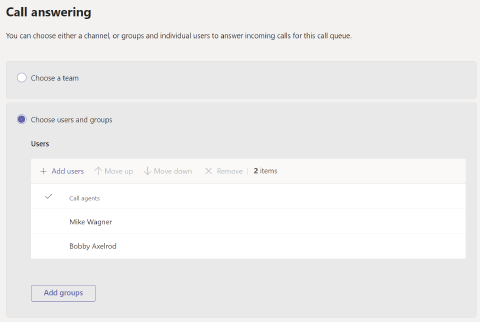 Call answering
You can choose either a channel, or groups and individual users to answer incoming calls for this call queue.
Choose a team
Choose users and groups
Users
+ Add users ↑ Move up ↓ Move down × Remove | 2 items
Call agents
Mike Wagner
Bobby Axelrod
Add groups